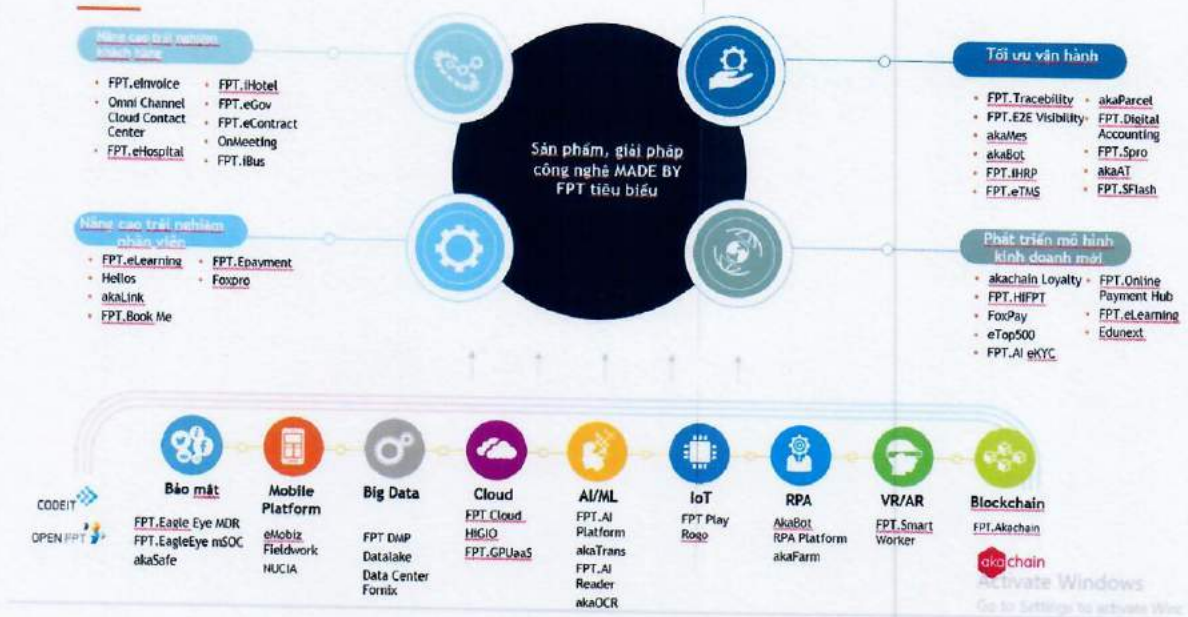 Nâng cao trải nghiệm
khách hàng
FPT.eInvoice
Omni Channel
Cloud Contact
Center
FPT.eHospital
FPT.iHotel
FPT.eGov
FPT.eContract
OnMeeting
FPT.iBus
Nâng cao trải nghiệm
nhân viên
FPT.eLearning
Helios
akaLink
FPT.Book Me
FPT.Epayment
Foxpro
Sản phẩm, giải pháp
công nghệ MADE BY
FPT tiêu biểu
Tối ưu vận hành
FPT.Tracebility
FPT.E2E Visibility
akaMes
akaBot
FPT.iHRP
FPT.eTMS
akaParcel
FPT.Digital
Accounting
FPT.Spro
akaAT
FPT.SFlash
Phát triển mô hình
kinh doanh mới
akachain Loyalty
FPT.HIFPT
FoxPay
eTop500
FPT.AI eKYC
FPT.Online
Payment Hub
FPT.eLearning
Edunext
CODEIT
OPEN FPT
Bảo mật
FPT.Eagle Eye MDR
FPT.EagleEye mSOC
akaSafe
Mobile
Platform
eMobiz
Fieldwork
NUCIA
Big Data
FPT DMP
Datalake
Data Center
Fornix
Cloud
FPT Cloud
HIGIO
FPT.GPUaaS
AI/ML
FPT.AI
Platform
akaTrans
FPT.AI
Reader
akaOCR
IoT
FPT Play
Rogo
RPA
AkaBot
RPA Platform
akaFarm
VR/AR
FPT.Smart
Worker
Blockchain
FPT.Akachain
akachain
Activate Windows
Go to Settings to activate Winc